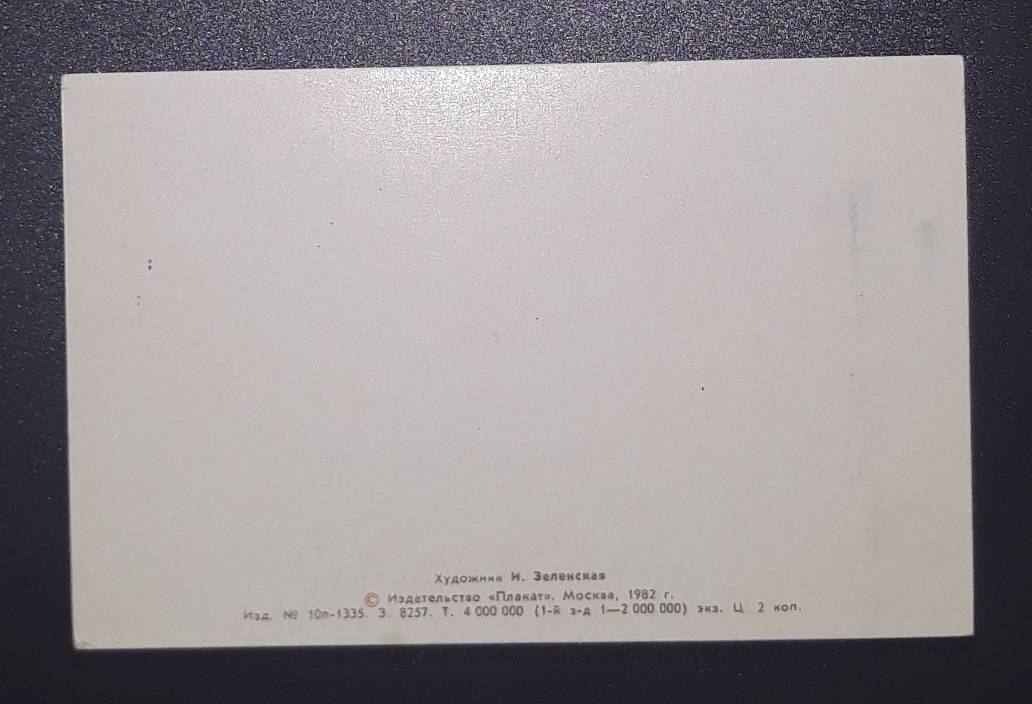 Художник И. Зеленская
© Издательство «Плакат». Москва, 1982 г.
Изд. № 10п-1335. З. 8257. Т. 4 000 000 (1-й з-д 1—2 000 000) экз. Ц. 2 коп.